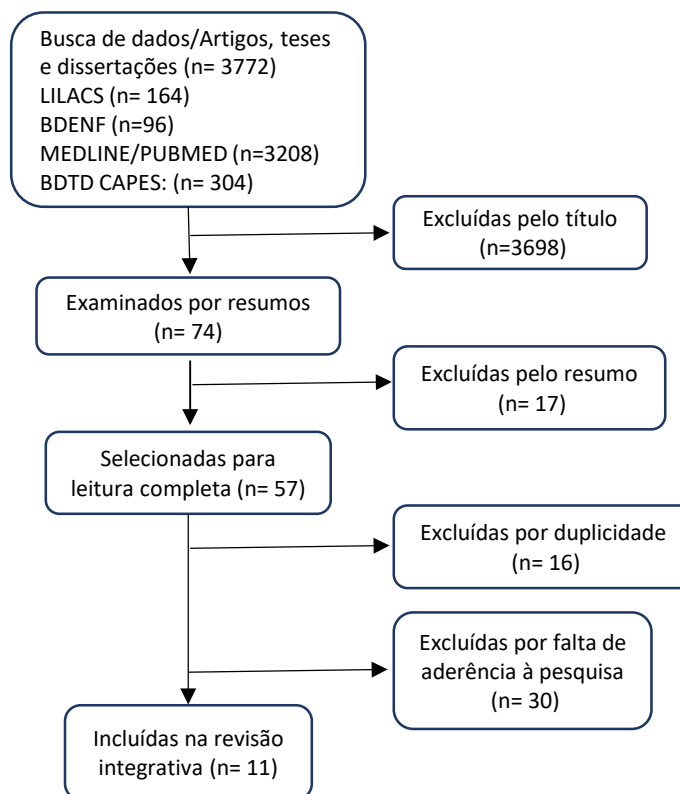 Busca de dados/Artigos, teses
e dissertações (n= 3772)
LILACS (n= 164)
BDENF (n=96)
MEDLINE/PUBMED (n=3208)
BDTD CAPES: (n= 304)
Excluídas pelo título
(n=3698)
Examinados por resumos
(n= 74)
Excluídas pelo resumo
(n= 17)
Selecionadas para
leitura completa (n= 57)
Excluídas por duplicidade
(n= 16)
Excluídas por falta de
aderência à pesquisa
(n= 30)
Incluídas na revisão
integrativa (n= 11)